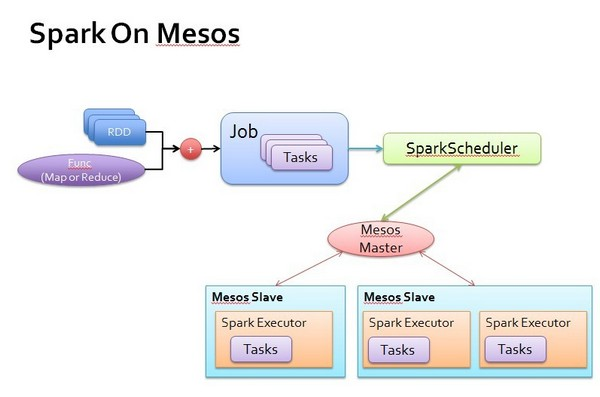 Spark On Mesos
RDD
Func
(Map or Reduce)
+
Job
Tasks
SparkScheduler
Mesos
Master
Mesos Slave
Spark Executor
Tasks
Mesos Slave
Spark Executor
Tasks
Spark Executor
Tasks